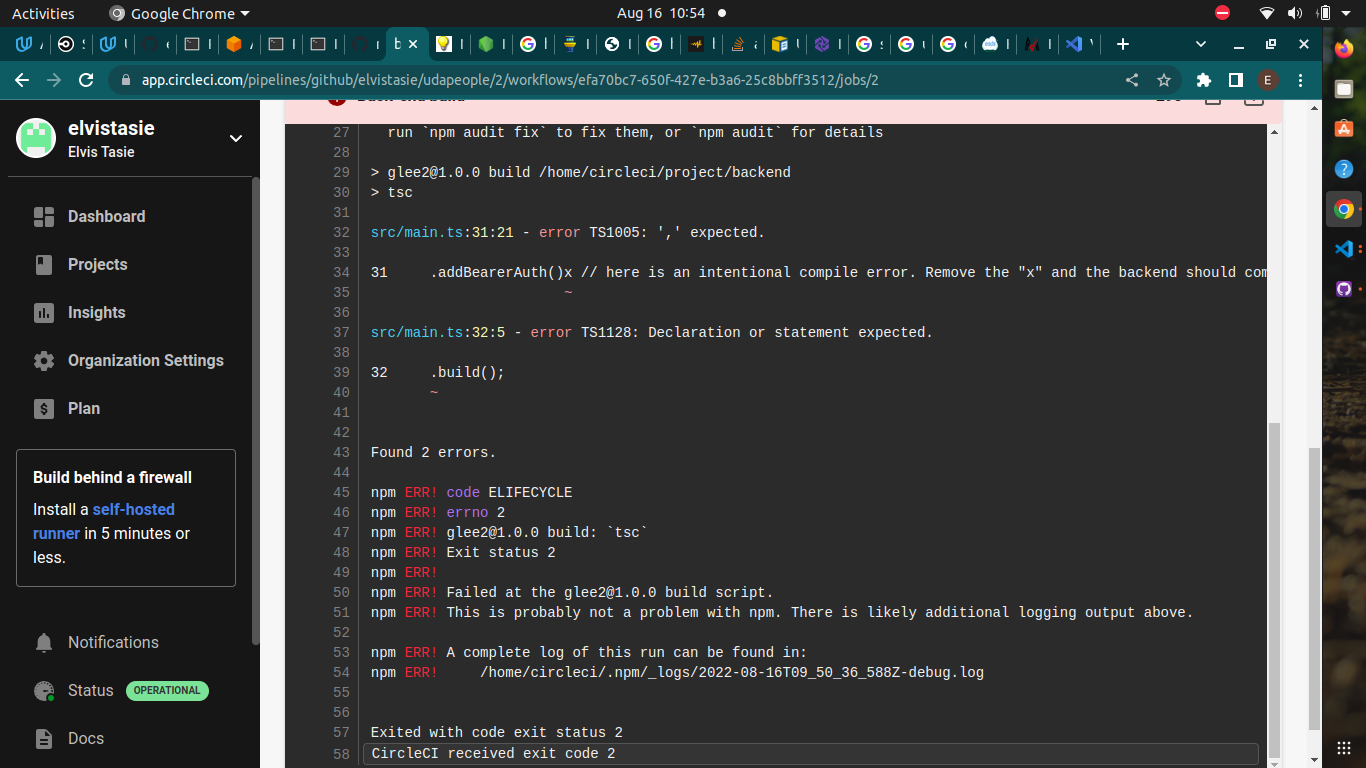 Activities
Google Chrome
Aug 16 10:54
app.circleci.com/pipelines/github/elvistasie/udapeople/2/workflows/efa70bc7-650f-427e-b3a6-25c8bbff3512/jobs/2
E
elvistasie
Elvis Tasie
Dashboard
Projects
Insights
Organization Settings
Plan
Build behind a firewall
Install a self-hosted
runner in 5 minutes or
less.
Notifications
Status OPERATIONAL
Docs
27 run `npm audit fix` to fix them, or `npm audit` for details
28
29 > glee2@1.0.0 build /home/circleci/project/backend
30 > tsc
31
32 src/main.ts:31:21 - error TS1005: ',' expected.
33
34 31 .addBearerAuth()x // here is an intentional compile error. Remove the "x" and the backend should com
35 ~
36
37 src/main.ts:32:5 - error TS1128: Declaration or statement expected.
38
39 32 .build();
40 ~
41
42
43 Found 2 errors.
44
45 npm ERR! code ELIFECYCLE
46 npm ERR! errno 2
47 npm ERR! glee2@1.0.0 build: `tsc`
48 npm ERR! Exit status 2
49 npm ERR!
50 npm ERR! Failed at the glee2@1.0.0 build script.
51 npm ERR! This is probably not a problem with npm. There is likely additional logging output above.
52
53 npm ERR! A complete log of this run can be found in:
54 npm ERR! /home/circleci/.npm/_logs/2022-08-16T09_50_36_588Z-debug.log
55
56
57 Exited with code exit status 2
58 CircleCI received exit code 2